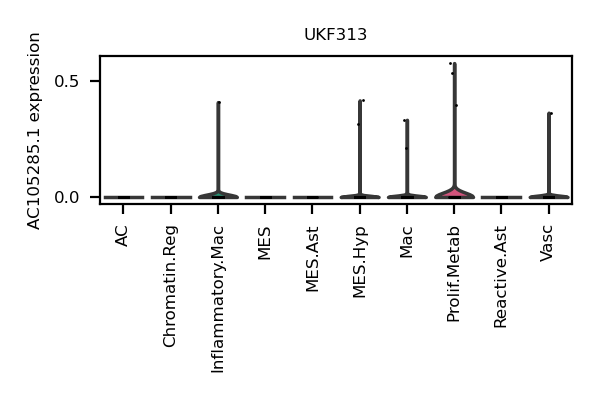 UKF313
AC105285.1 expression
0.5
0.0
AC
Chromatin.Reg
Inflammatory.Mac
MES
MES.Ast
MES.Hyp
Mac
Prolif.Metab
Reactive.Ast
Vasc